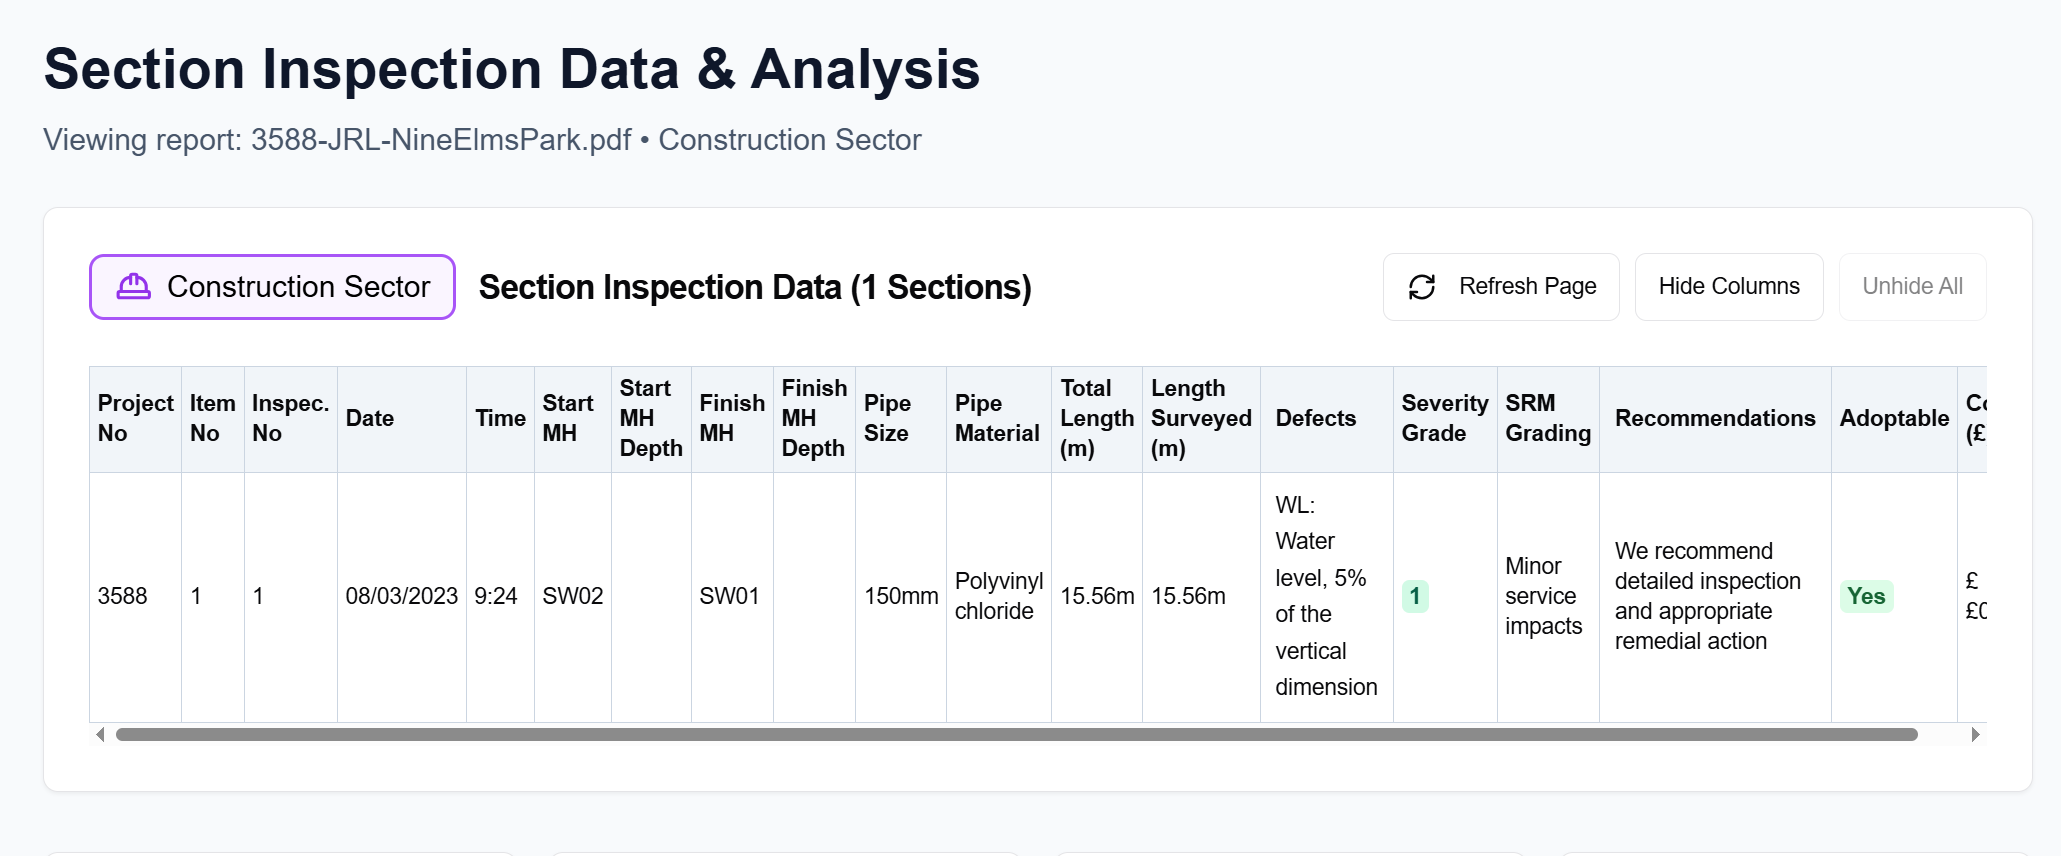 Section Inspection Data & Analysis
Viewing report: 3588-JRL-NineElmsPark.pdf • Construction Sector
Construction Sector
Section Inspection Data (1 Sections)
Refresh Page
Hide Columns
Unhide All
Project
No
Item
No
Inspec.
No
Date
Time
Start
MH
Start
MH
Depth
Finish
MH
Finish
MH
Depth
Pipe
Size
Pipe
Material
Total
Length
(m)
Length
Surveyed
(m)
Defects
Severity
Grade
SRM
Grading
Recommendations
Adoptable
(£
3588
1
1
08/03/2023
9:24
SW02
SW01
150mm
Polyvinyl
chloride
15.56m
15.56m
WL:
Water
level, 5%
of the
vertical
dimension
1
Minor
service
impacts
We recommend
detailed inspection
and appropriate
remedial action
Yes
£